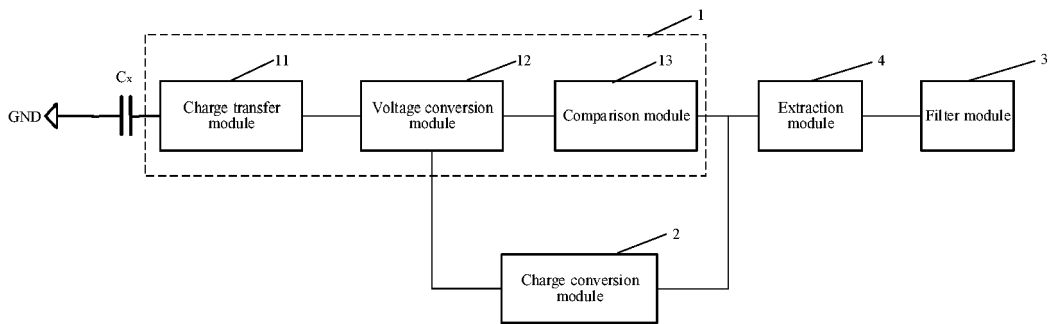 1
11
12
13
4
3
Cx
GND
Charge transfer
module
Voltage conversion
module
Comparison module
Extraction
module
Filter module
2
Charge conversion
module